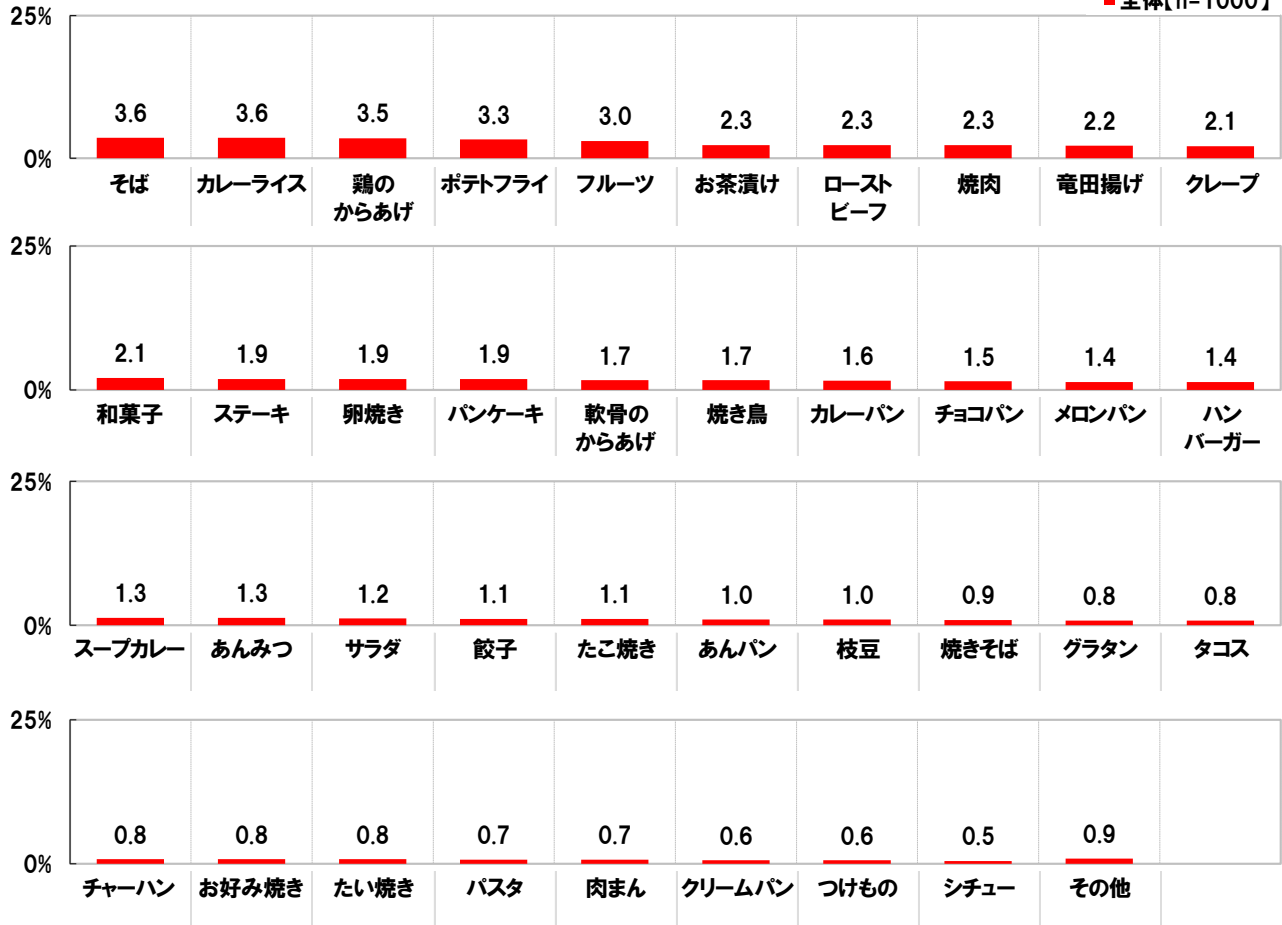 全体【n=1000】
25%
3.6 3.6 3.5 3.3 3.0 2.3 2.3 2.3 2.2 2.1
0%
そば カレーライス 鶏の ポテトフライ フルーツ お茶漬け ロースト 焼肉 竜田揚げ クレープ
からあげ ビーフ
25%
2.1 1.9 1.9 1.9 1.7 1.7 1.6 1.5 1.4 1.4
0%
和菓子 ステーキ 卵焼き パンケーキ 軟骨の 焼き鳥 カレーパン チョコパン メロンパン ハン
からあげ バーガー
25%
1.3 1.3 1.2 1.1 1.1 1.0 1.0 0.9 0.8 0.8
0%
スープカレー あんみつ サラダ 餃子 たこ焼き あんパン 枝豆 焼きそば グラタン タコス
25%
0.8 0.8 0.8 0.7 0.7 0.6 0.6 0.5 0.9
0%
チャーハン お好み焼き たい焼き パスタ 肉まん クリームパン つけもの シチュー その他